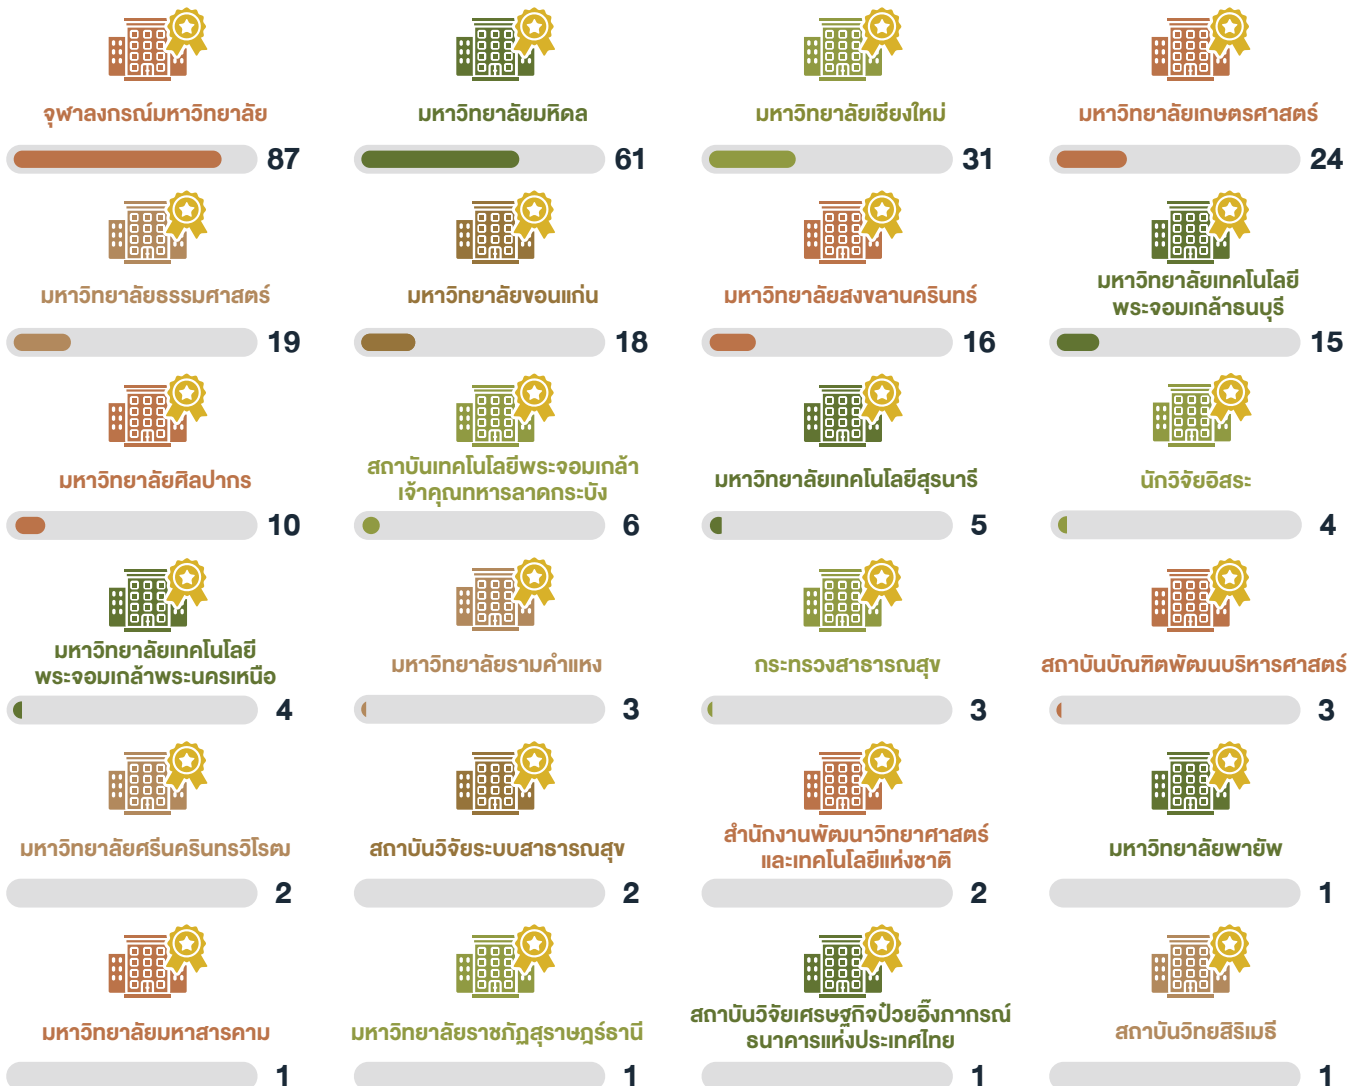 จุฬาลงกรณ์มหาวิทยาลัย
87
มหาวิทยาลัยมหิดล
61
มหาวิทยาลัยเชียงใหม่
31
มหาวิทยาลัยเกษตรศาสตร์
24
มหาวิทยาลัยธรรมศาสตร์
19
มหาวิทยาลัยขอนแก่น
18
มหาวิทยาลัยสงขลานครินทร์
16
มหาวิทยาลัยเทคโนโลยี
พระจอมเกล้าธนบุรี
15
มหาวิทยาลัยศิลปากร
10
สถาบันเทคโนโลยีพระจอมเกล้า
เจ้าคุณทหารลาดกระบัง
6
มหาวิทยาลัยเทคโนโลยีสุรนารี
5
นักวิจัยอิสระ
4
มหาวิทยาลัยเทคโนโลยี
พระจอมเกล้าพระนครเหนือ
4
มหาวิทยาลัยรามคำแหง
3
กระทรวงสาธารณสุข
3
สถาบันบัณฑิตพัฒนบริหารศาสตร์
3
มหาวิทยาลัยศรีนครินทรวิโรฒ
2
สถาบันวิจัยระบบสาธารณสุข
2
สำนักงานพัฒนาวิทยาศาสตร์
และเทคโนโลยีแห่งชาติ
2
มหาวิทยาลัยพายัพ
1
มหาวิทยาลัยมหาสารคาม
1
มหาวิทยาลัยราชภัฏสุราษฎร์ธานี
1
สถาบันวิจัยเศรษฐกิจป๋วยอึ๊งภากรณ์
ธนาคารแห่งประเทศไทย
1
สถาบันวิทยสิริเมธี
1